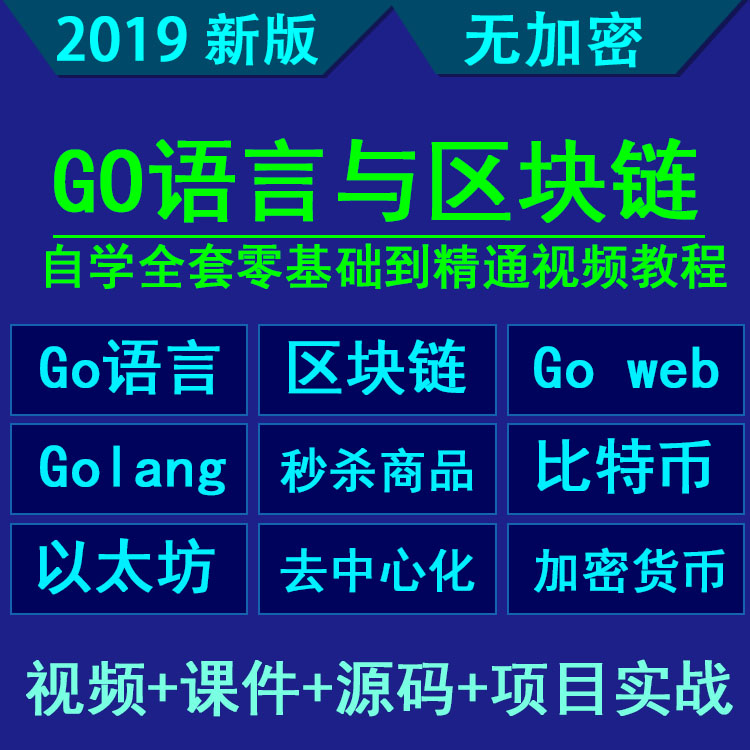 2019 新版 无加密
GO语言与区块链
自学全套零基础到精通视频教程
Go语言 区块链 Go web
Golang 秒杀商品 比特币
以太坊 去中心化 加密货币
视频+课件+源码+项目实战